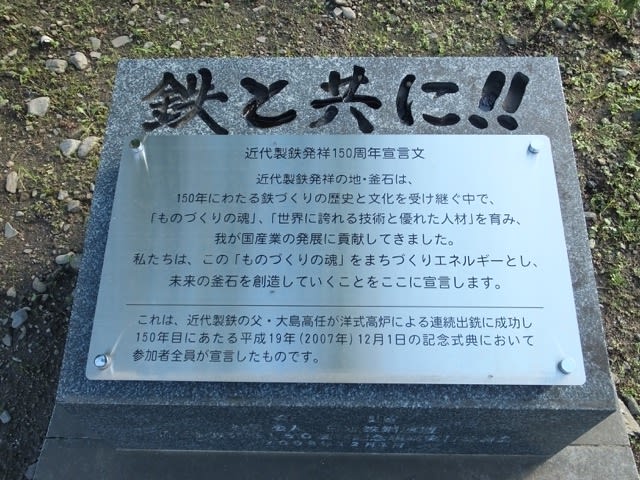 鉄と共に!!
近代製鉄発祥150周年宣言文
近代製鉄発祥の地・釜石は、
150年にわたる鉄づくりの歴史と文化を受け継ぐ中で、
「ものづくりの魂」、「世界に誇れる技術と優れた人材」を育み、
我が国産業の発展に貢献してきました。
私たちは、この「ものづくりの魂」をまちづくりエネルギーとし、
未来の釜石を創造していくことをここに宣言します。
これは、近代製鉄の父・大島高任が洋式高炉による連続出銑に成功し
150年目にあたる平成19年(2007年)12月1日の記念式典において
参加者全員が宣言したものです。